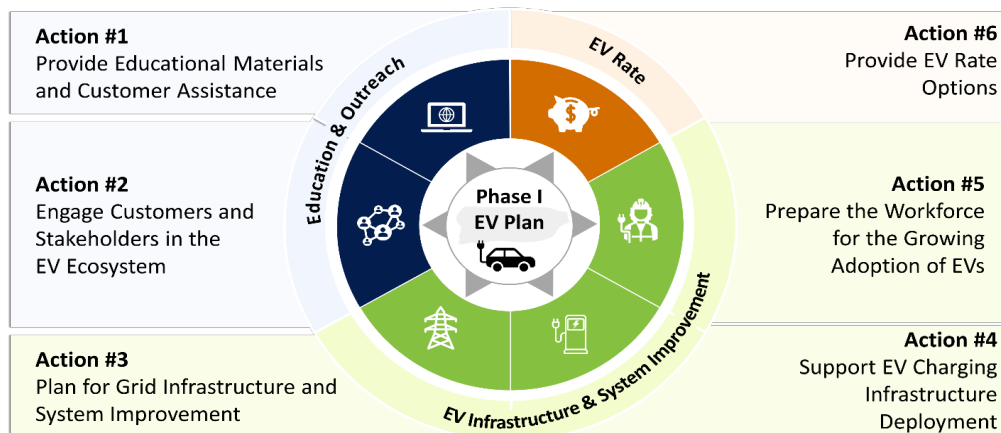 Action #1
Provide Educational Materials
and Customer Assistance
Action #2
Engage Customers and
Stakeholders in the
EV Ecosystem
Action #3
Plan for Grid Infrastructure and
System Improvement
Education & Outreach
EV Rate
$
Phase I
EV Plan
EV Infrastructure & System Improvement
Action #6
Provide EV Rate
Options
Action #5
Prepare the Workforce
for the Growing
Adoption of EVs
Action #4
Support EV Charging
Infrastructure
Deployment